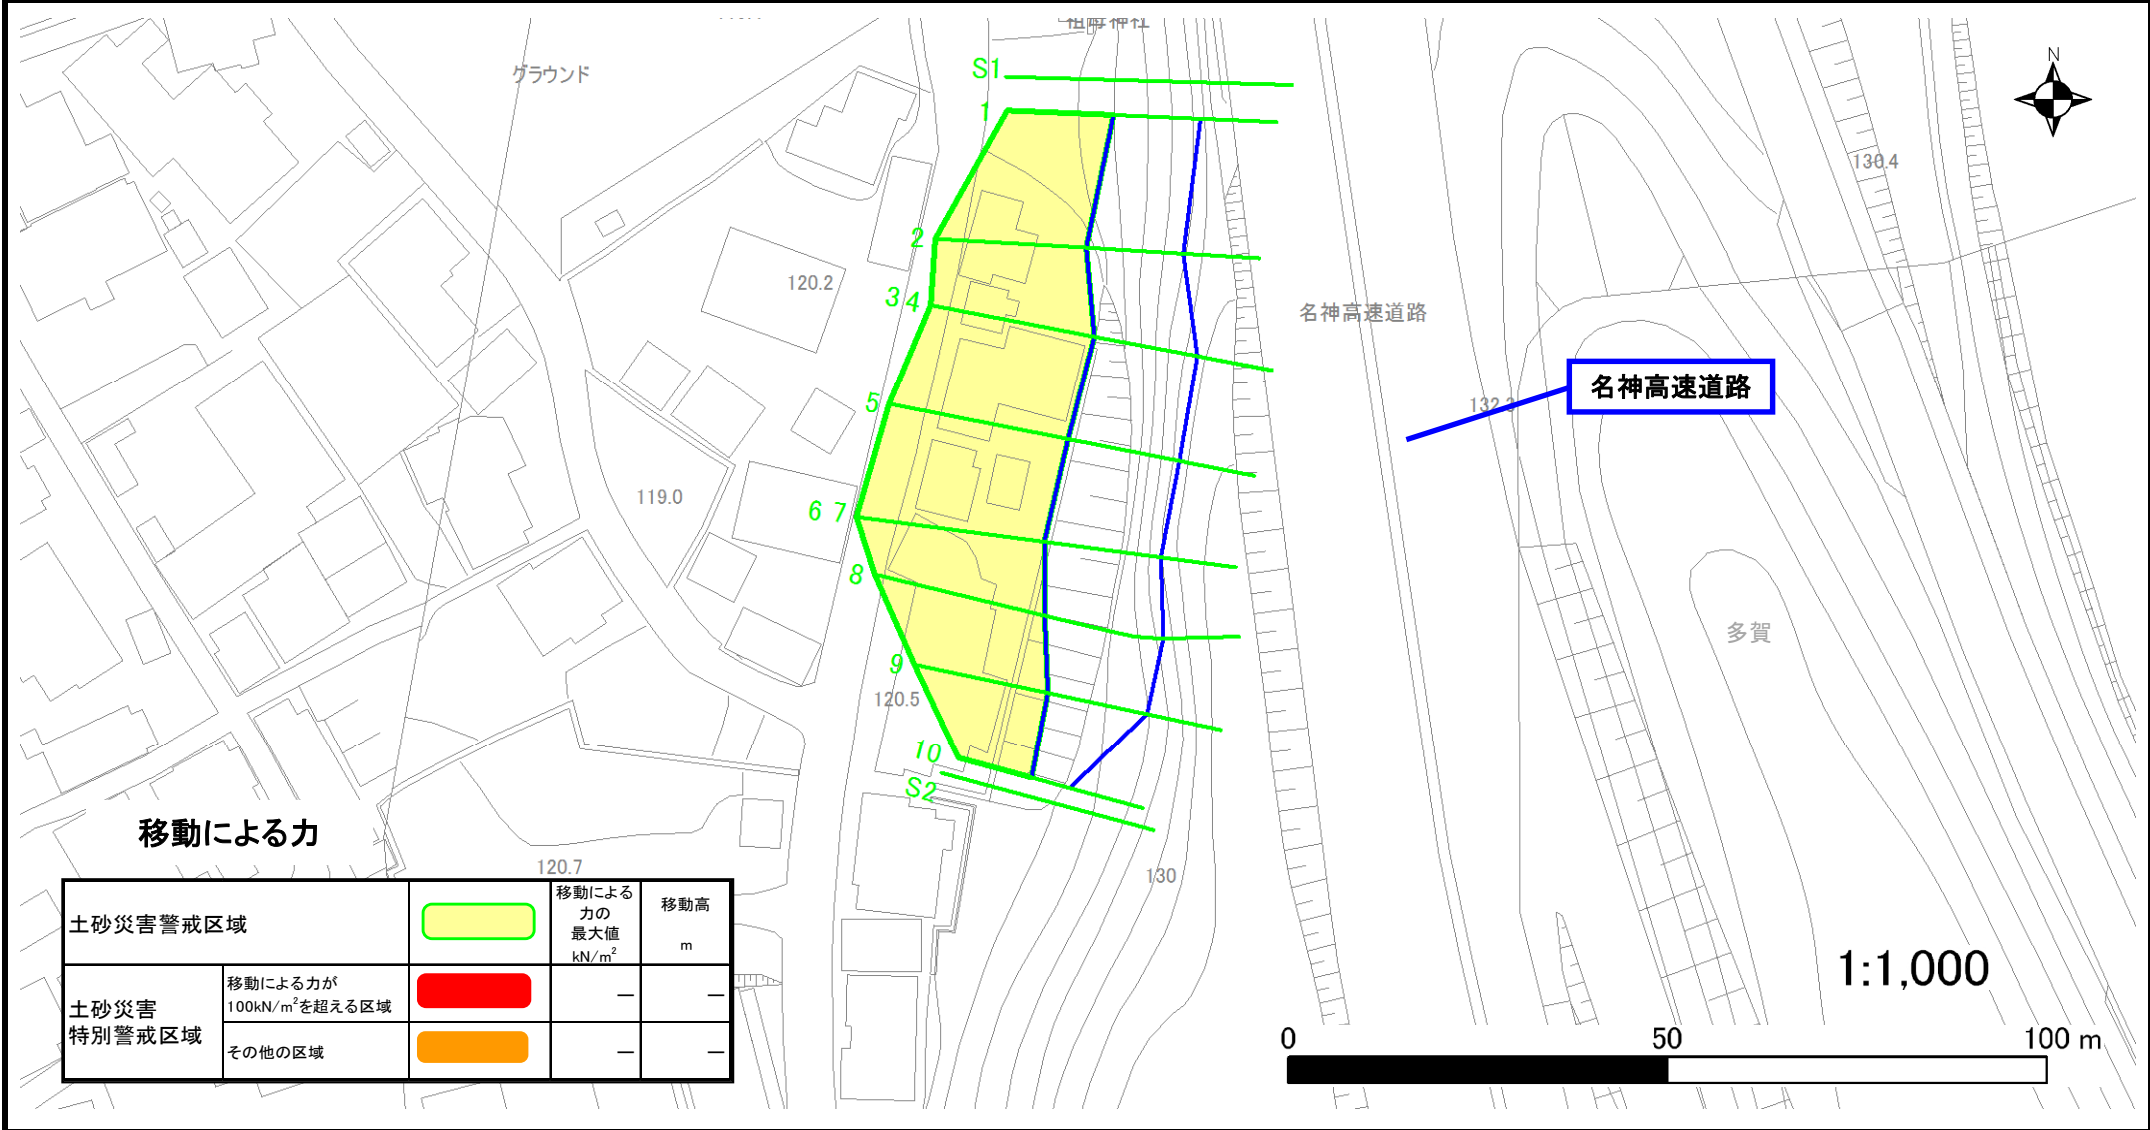 グラウンド
S1
1
N
130.4
2
120.2
3 4
名神高速道路
名神高速道路
132.3
5
119.0
6 7
8
多賀
9
120.5
10
S2
移動による力
120.7
130
土砂災害警戒区域
移動による
力の
最大値
kN/m²
移動高
m
土砂災害
特別警戒区域
移動による力が
100kN/m²を超える区域
—
—
その他の区域
—
—
1:1,000
0 50 100 m